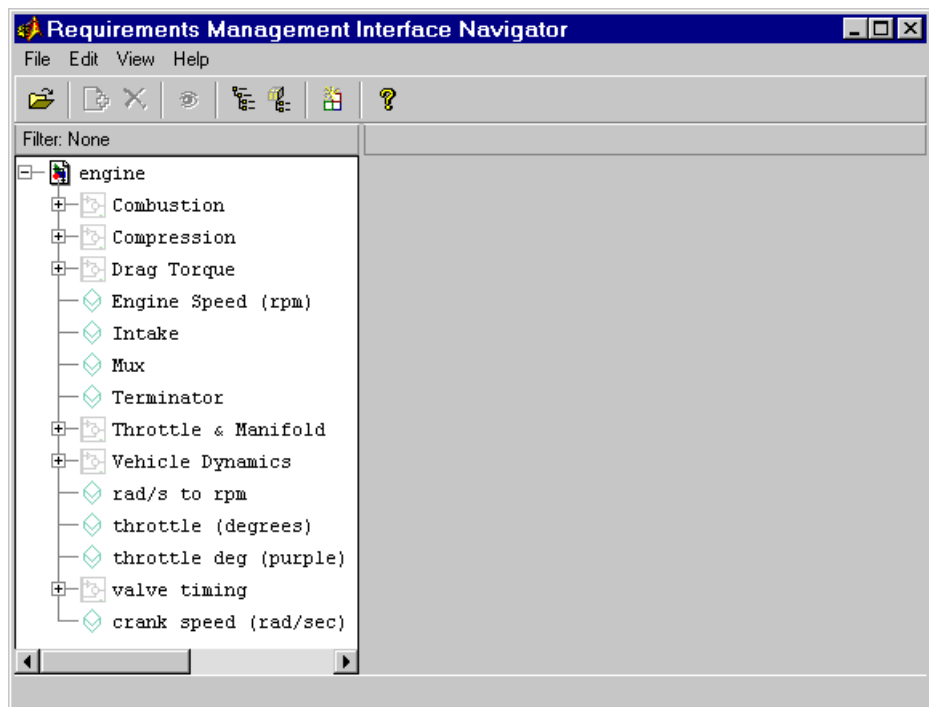 Requirements Management Interface Navigator
File Edit View Help
Filter: None
engine
Combustion
Compression
Drag Torque
Engine Speed (rpm)
Intake
Mux
Terminator
Throttle & Manifold
Vehicle Dynamics
rad/s to rpm
throttle (degrees)
throttle deg (purple)
valve timing
crank speed (rad/sec)